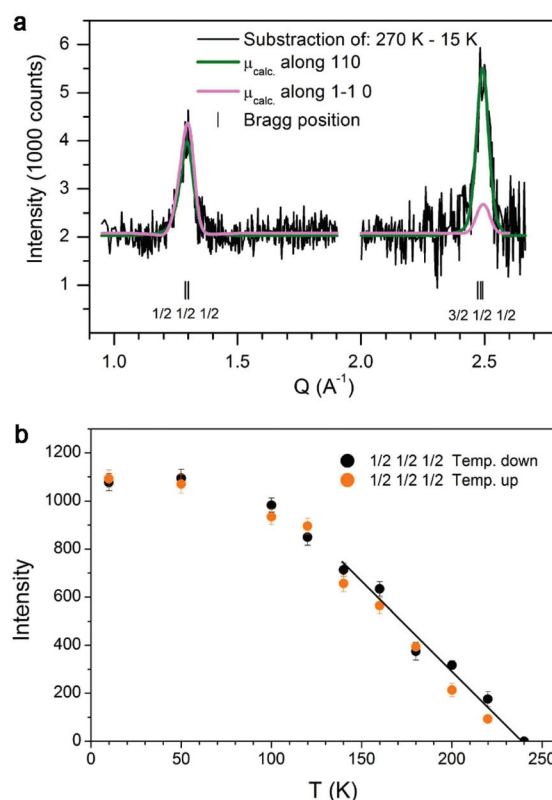 a
Substraction of: 270 K - 15 K
μcalc. along 110
μcalc. along 1-1 0
Bragg position
6
5
4
3
2
1
Intensity (1000 counts)
1/2 1/2 1/2
3/2 1/2 1/2
1.0 1.5 2.0 2.5
Q (A⁻¹)
b
1/2 1/2 1/2 Temp. down
1/2 1/2 1/2 Temp. up
1200
1000
800
600
400
200
0
Intensity
0 50 100 150 200 250
T (K)